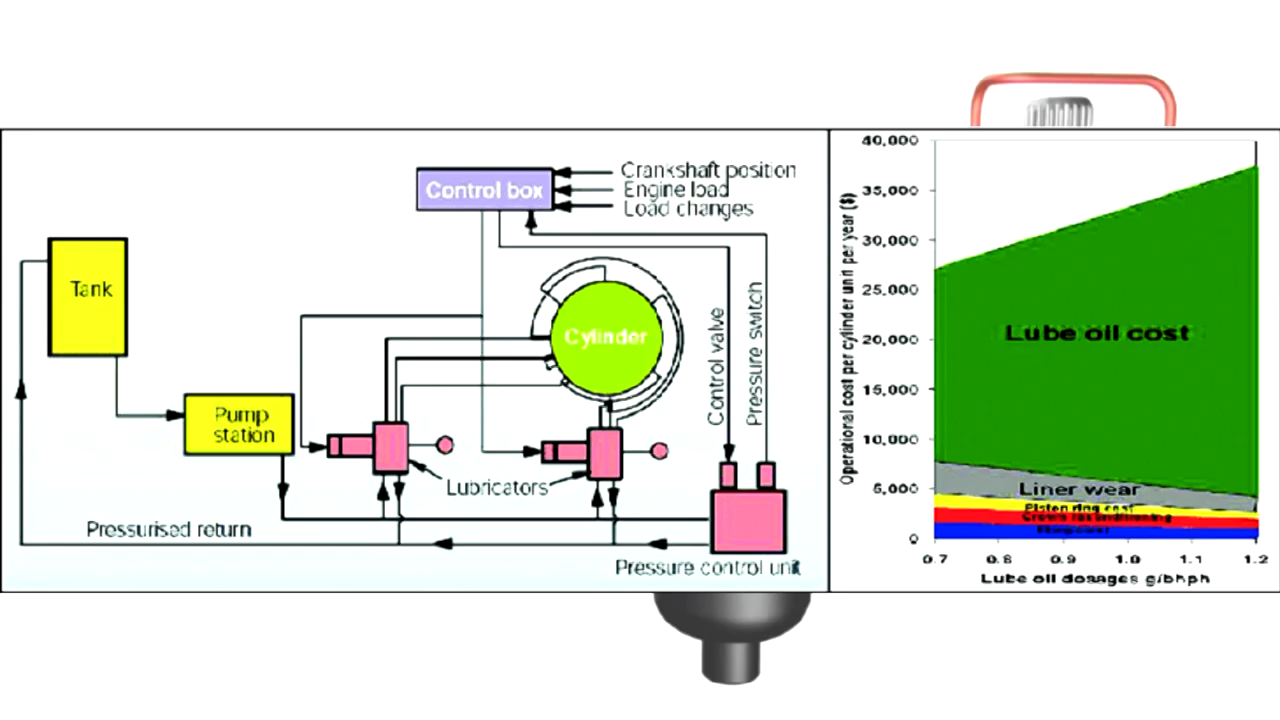 Crankshaft position
Control box
Engine load
Load changes
Tank
Cylinder
Control valve
Pressure switch
Pump
station
Lubricators
Pressurised return
Pressure control unit
Operational cost per cylinder unit per year ($)
40,000
35,000
30,000
25,000
20,000
15,000
10,000
5,000
0
Lube oil cost
Liner wear
Piston ring cost
Crown reconditioning
0.7 0.8 0.9 1.0 1.1 1.2
Lube oil dosages g/bhph